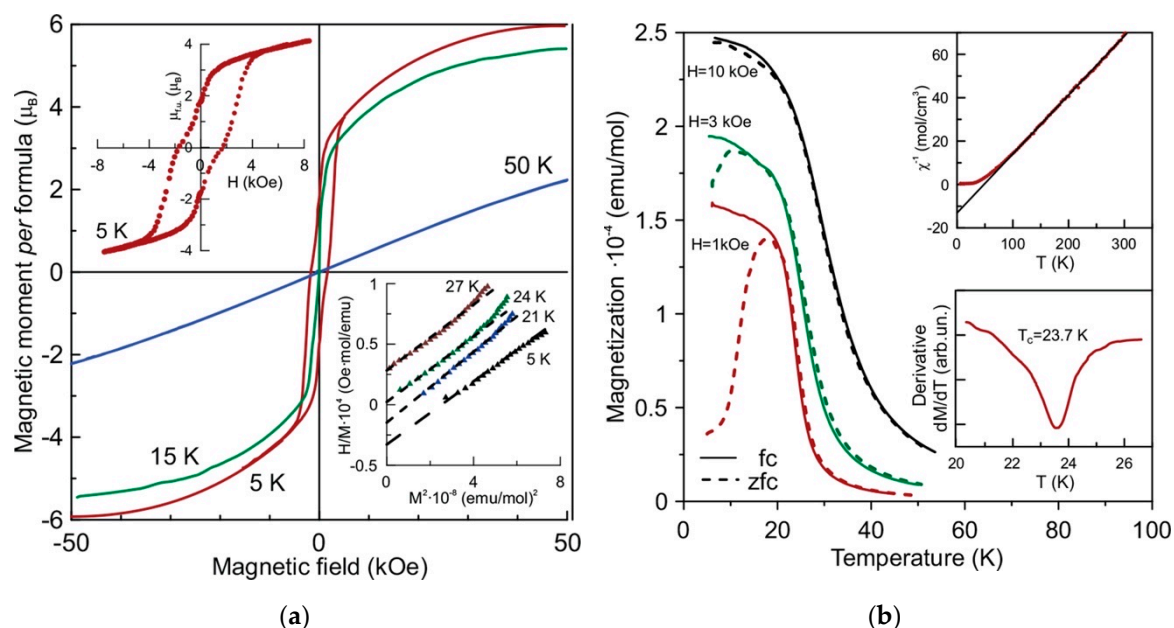 6
4
2
0
-2
-4
-6
-50
0
50
Magnetic moment per formula (μB)
Magnetic field (kOe)
50 K
15 K
5 K
4
2
0
-2
-4
-8
-4
0
4
8
μf.u. (μB)
H (kOe)
5 K
1
0.5
0
-0.5
0
4
8
H/M·10⁴ (Oe·mol/emu)
M²·10⁻⁸ (emu/mol)²
27 K
24 K
21 K
5 K
(a)
2.5
2
1.5
1
0.5
0
0
20
40
60
80
100
Magnetization ·10⁻⁴ (emu/mol)
Temperature (K)
H=10 kOe
H=3 kOe
H=1kOe
fc
zfc
60
40
20
0
-20
0
100
200
300
χ⁻¹ (mol/cm³)
T (K)
Derivative
dM/dT (arb.un.)
Tc=23.7 K
20
22
24
26
T (K)
(b)